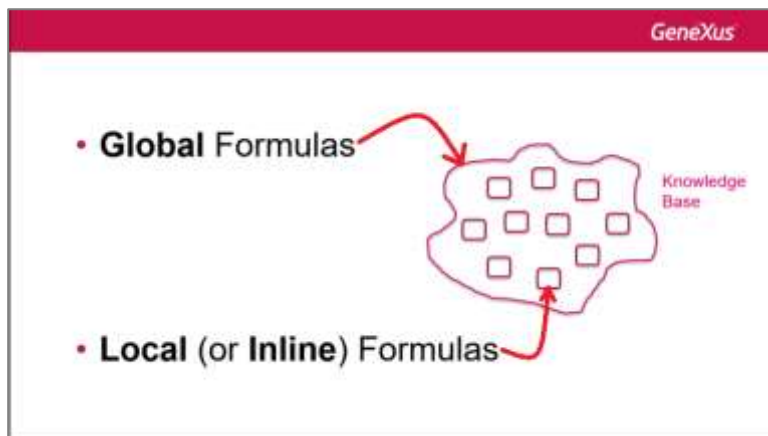 GeneXus
• Global Formulas
Knowledge
Base
• Local (or Inline) Formulas